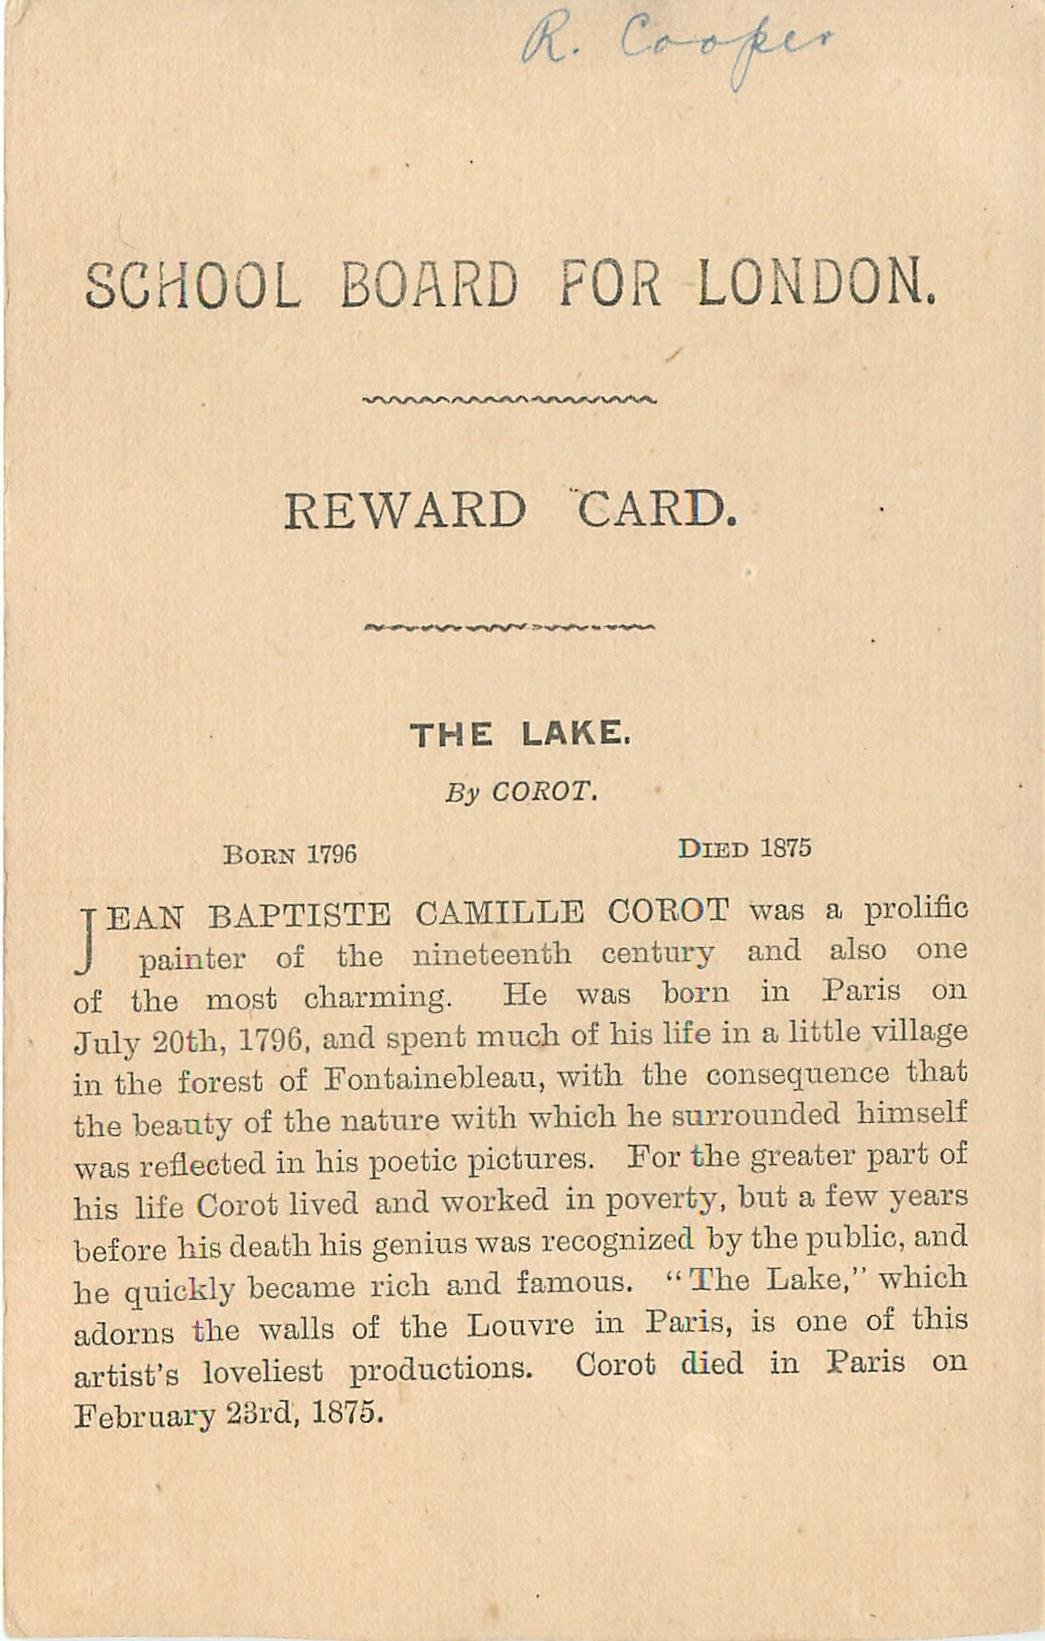 R. Cooper
SCHOOL BOARD FOR LONDON.
REWARD CARD.
THE LAKE.
By COROT.
BORN 1796 DIED 1875
JEAN BAPTISTE CAMILLE COROT was a prolific
painter of the nineteenth century and also one
of the most charming. He was born in Paris on
July 20th, 1796, and spent much of his life in a little village
in the forest of Fontainebleau, with the consequence that
the beauty of the nature with which he surrounded himself
was reflected in his poetic pictures. For the greater part of
his life Corot lived and worked in poverty, but a few years
before his death his genius was recognized by the public, and
he quickly became rich and famous. "The Lake," which
adorns the walls of the Louvre in Paris, is one of this
artist's loveliest productions. Corot died in Paris on
February 23rd, 1875.